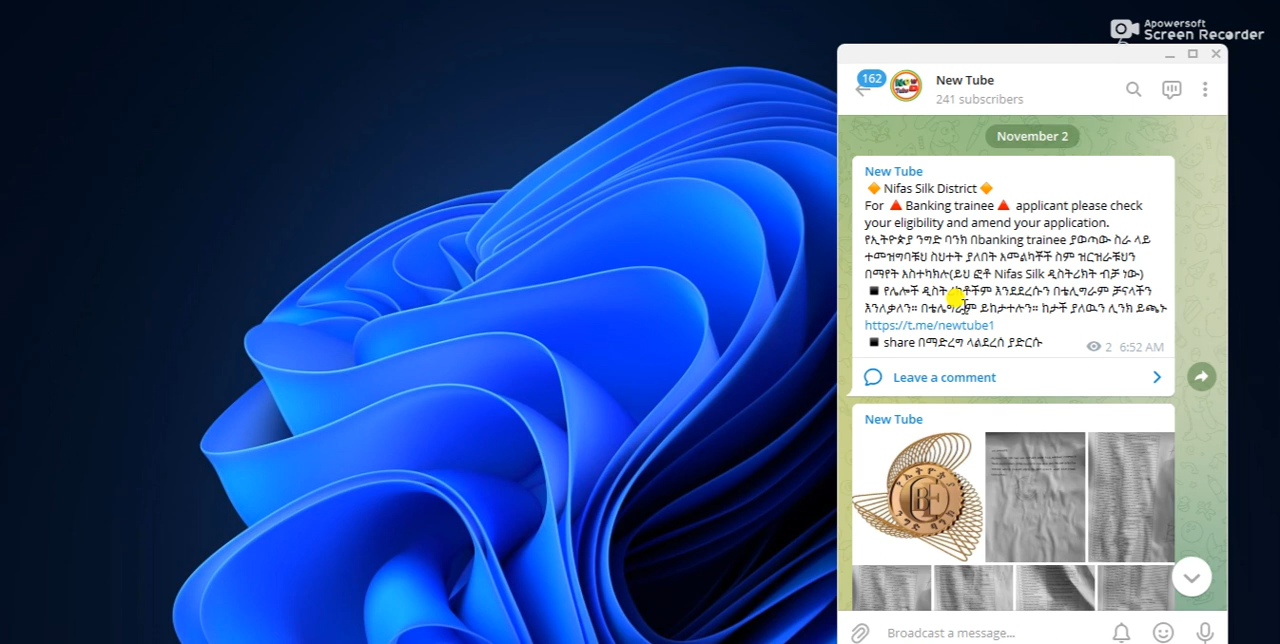 Apowersoft
Screen Recorder
162
New Tube
241 subscribers
November 2
New Tube
🔶 Nifas Silk District 🔶
For 🔺 Banking trainee 🔺 applicant please check
your eligibility and amend your application.
የኢትዮጵያ ንግድ ባንክ በbanking trainee ያወጣው ስራ ላይ
ተመዝግባቹህ ስህተት ያለበት አመልካቾች ስም ዝርዝራቹህን
በማየት አስተካክሉ(ይህ ፎቶ Nifas Silk ዲስትሪክት ብቻ ነው)
◾ የሌሎች ዲስትሪክቶችም እንደደረሱን በቴሊግራም ቻናላችን
እንለቃለን። በቴሌግራም ይከታተሉን። ከታች ያለዉን ሊንክ ይጫኑ
https://t.me/newtube1
◾ share በማድረግ ላልደረሰ ያድርሱ
2 6:52 AM
Leave a comment
New Tube
Broadcast a message...